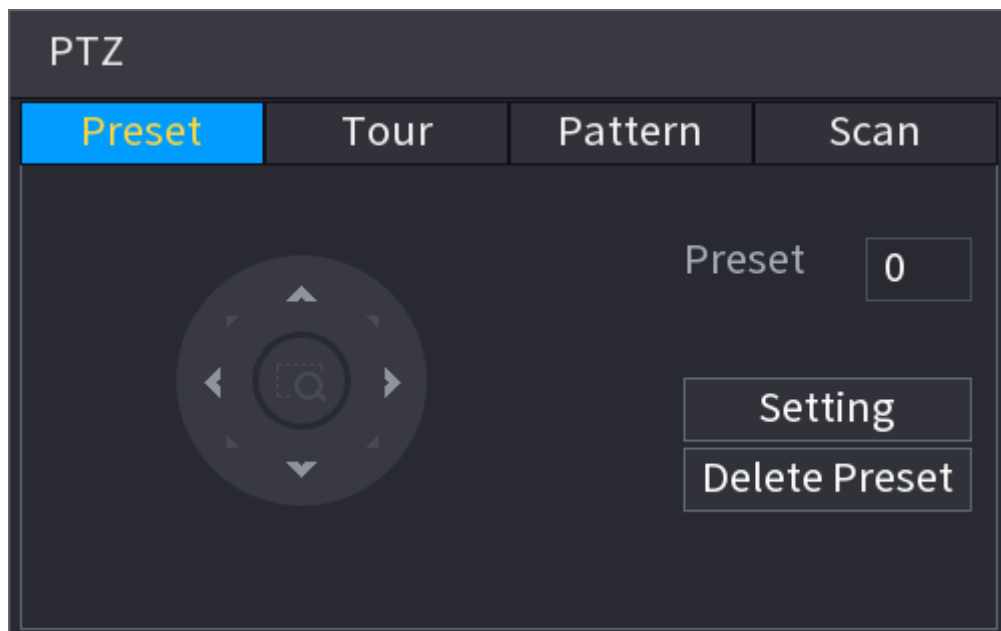 PTZ
Preset Tour Pattern Scan
Preset 0
Setting
Delete Preset